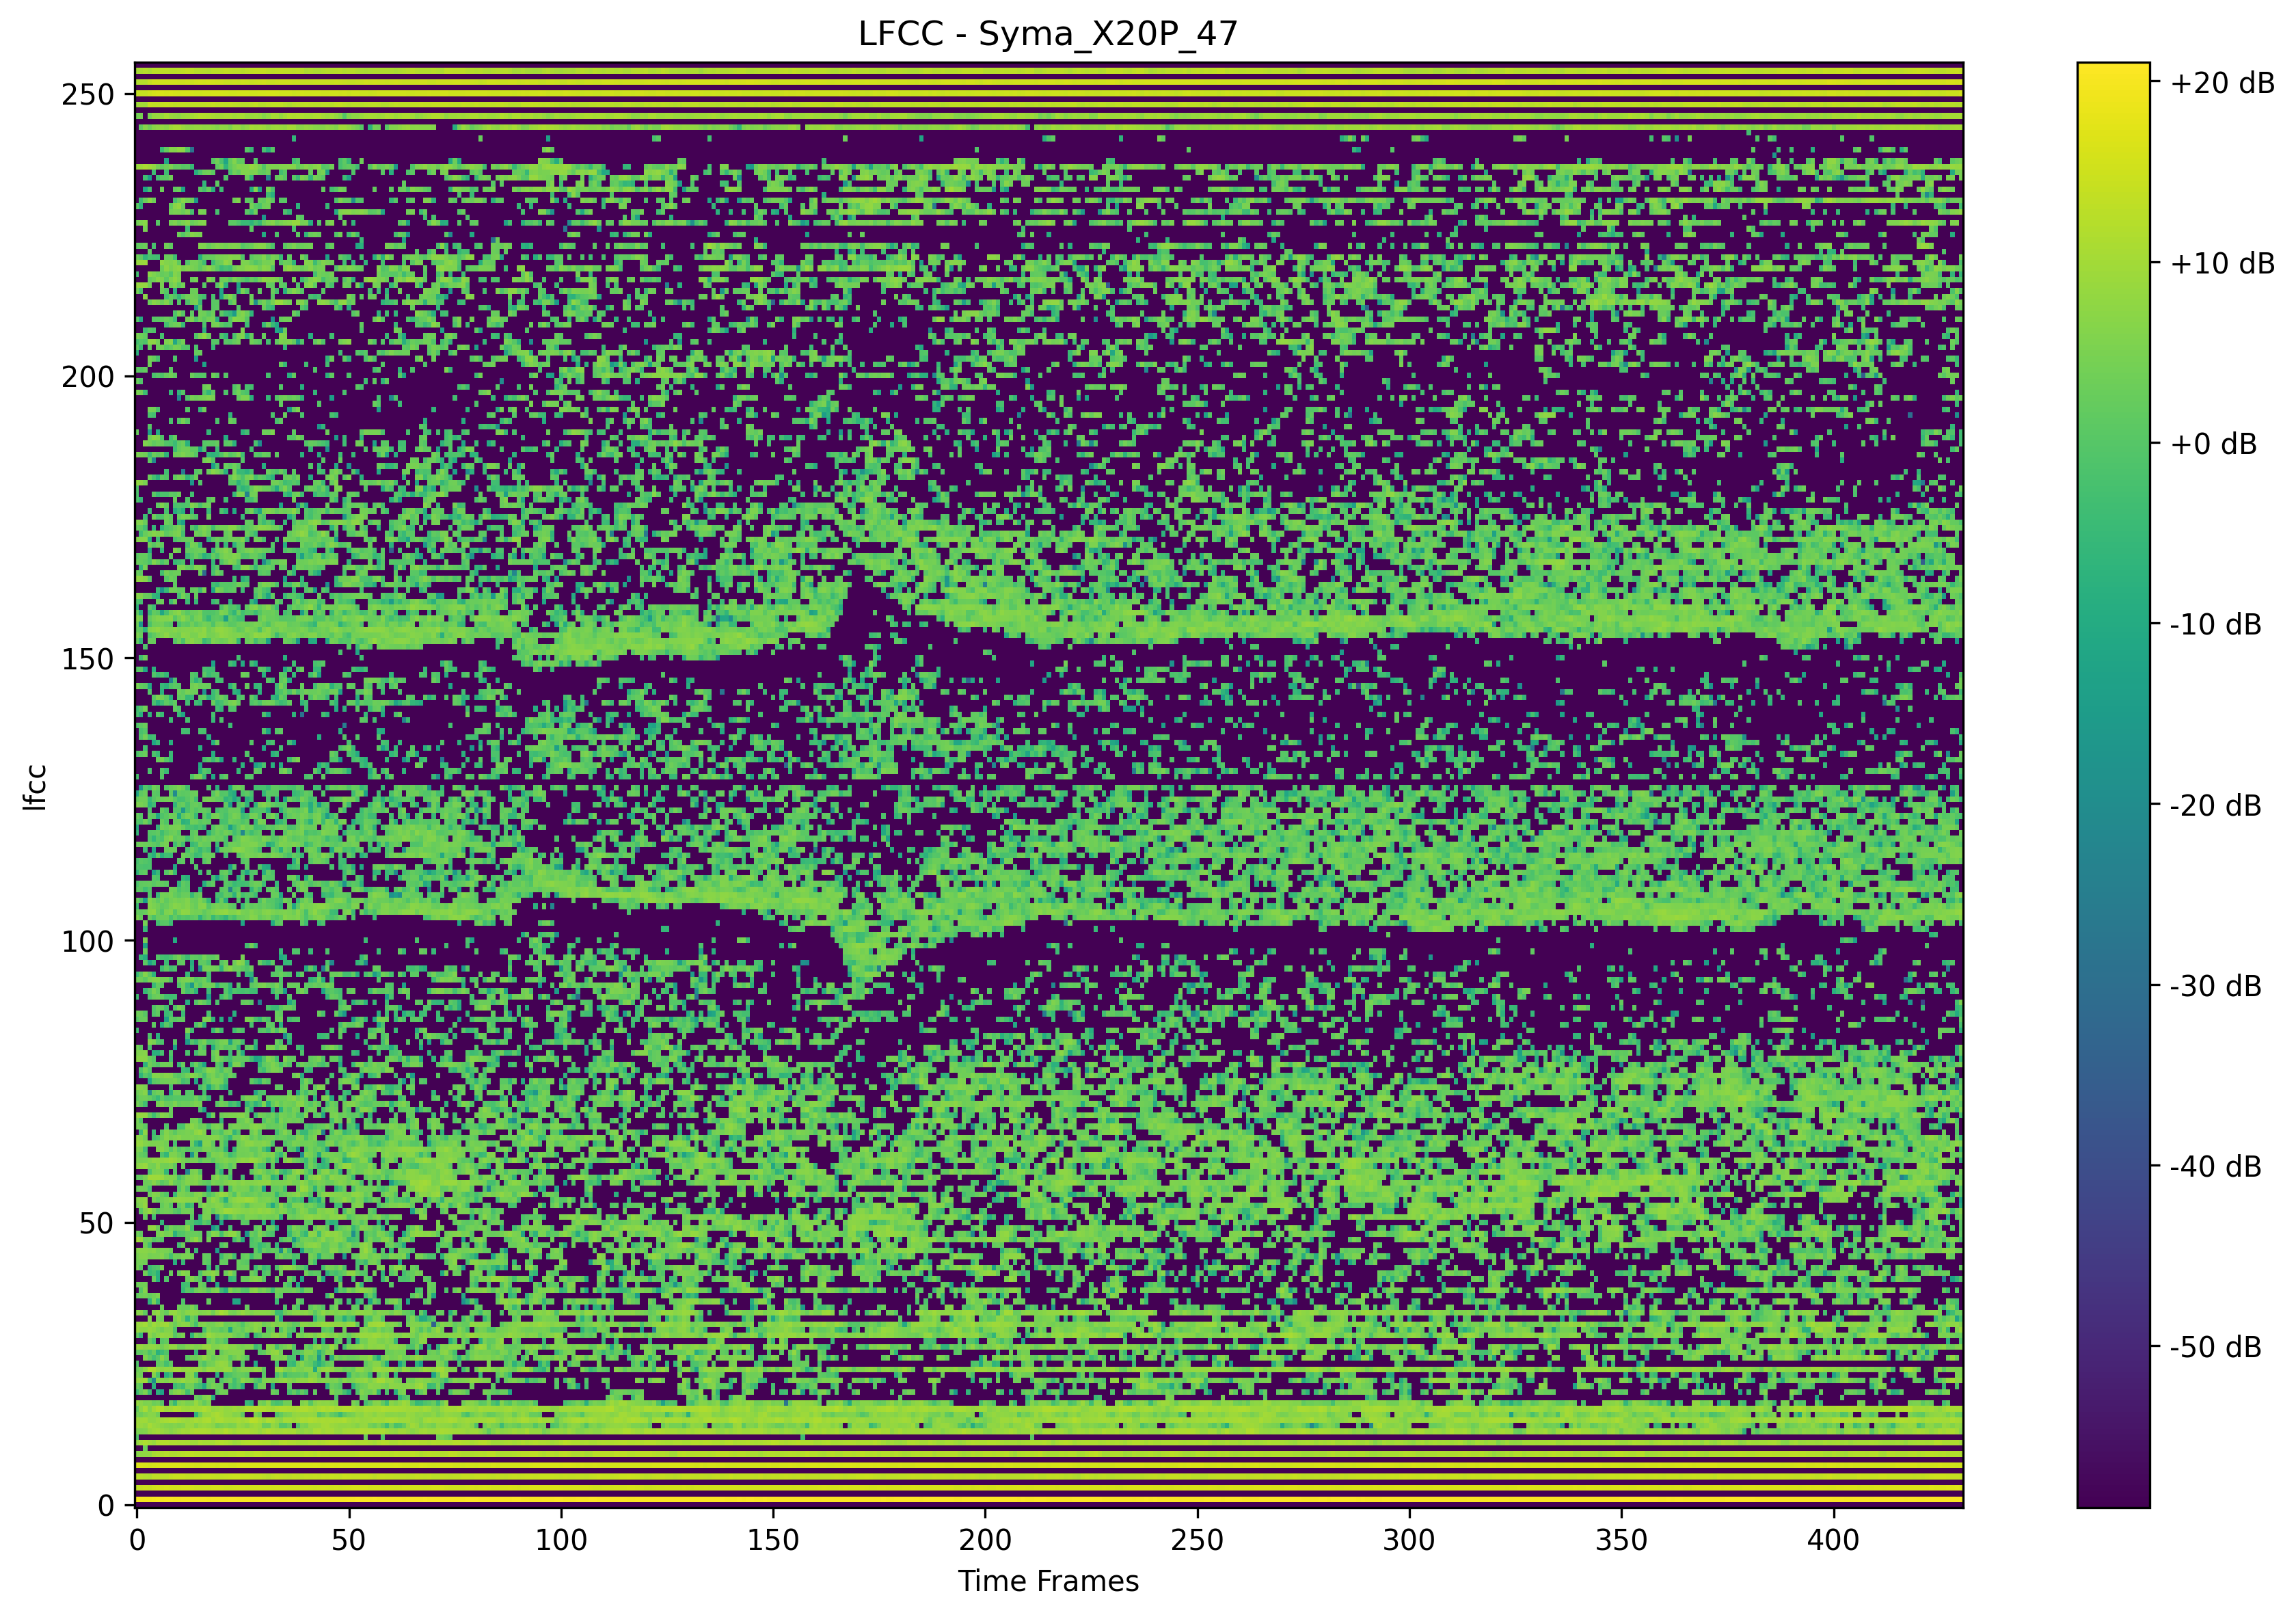 LFCC - Syma_X20P_47
250
200
150
100
50
0
lfcc
0 50 100 150 200 250 300 350 400
Time Frames
+20 dB
+10 dB
+0 dB
-10 dB
-20 dB
-30 dB
-40 dB
-50 dB